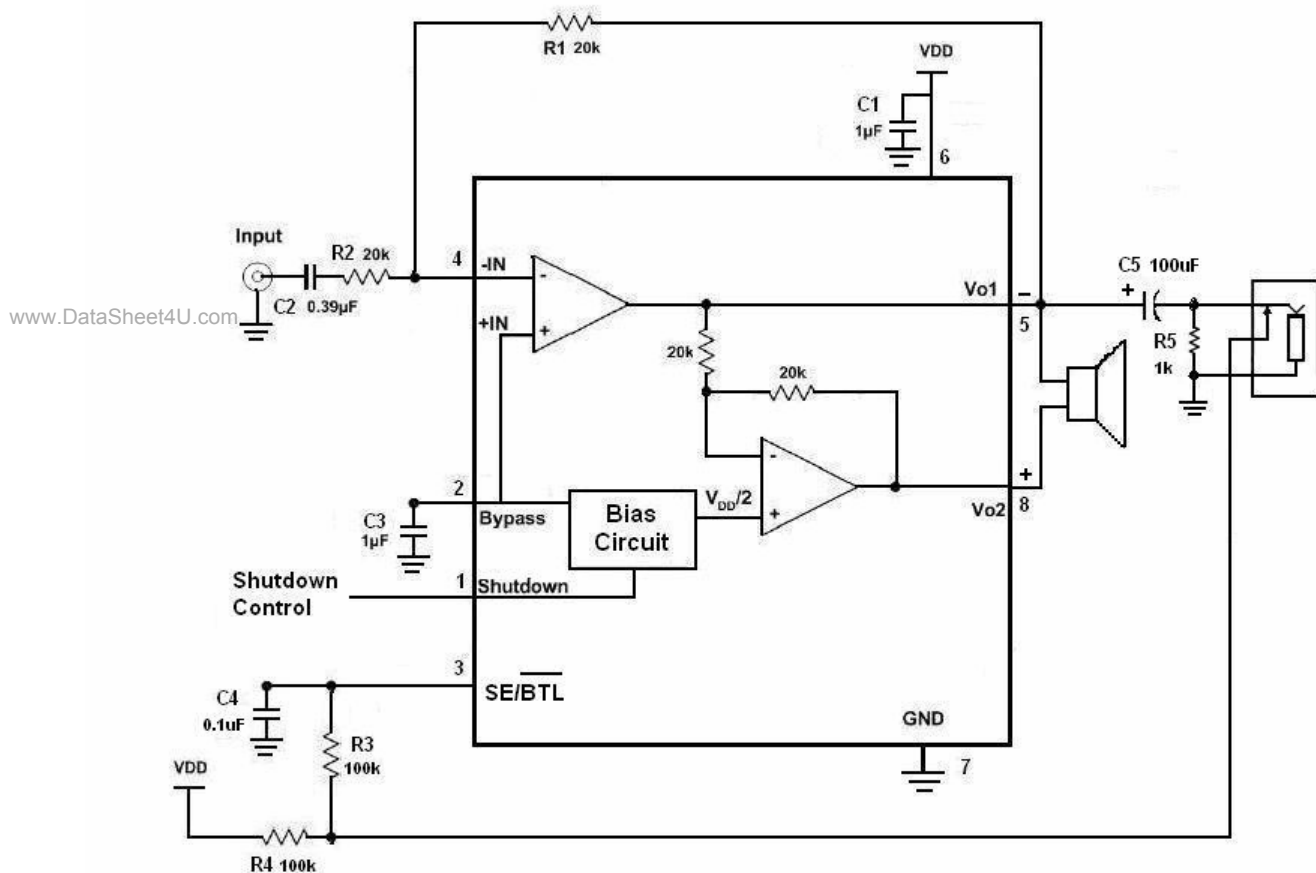 R1 20k
VDD
C1
1µF
6
Input
R2 20k
4
-IN
-
C2 0.39µF
www.DataSheet4U.com
+IN
+
Vo1
-
5
C5 100uF
+
R5
1k
20k
20k
-
2
Bypass
C3
1µF
Bias
Circuit
VDD/2
+
+
8
Vo2
Shutdown
Control
1
Shutdown
3
SE/BTL
C4
0.1uF
R3
100k
GND
7
VDD
R4 100k